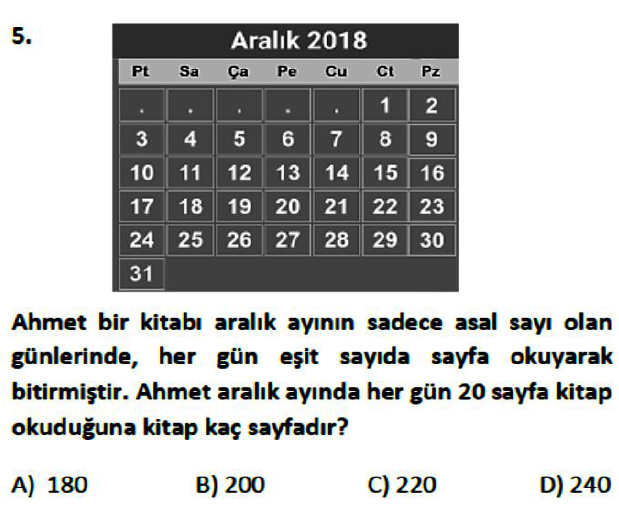 5.
Aralık 2018
Pt Sa Ça Pe Cu Ct Pz
. . . . . 1 2
3 4 5 6 7 8 9
10 11 12 13 14 15 16
17 18 19 20 21 22 23
24 25 26 27 28 29 30
31
Ahmet bir kitabı aralık ayının sadece asal sayı olan
günlerinde, her gün eşit sayıda sayfa okuyarak
bitirmiştir. Ahmet aralık ayında her gün 20 sayfa kitap
okuduğuna kitap kaç sayfadır?
A) 180 B) 200 C) 220 D) 240